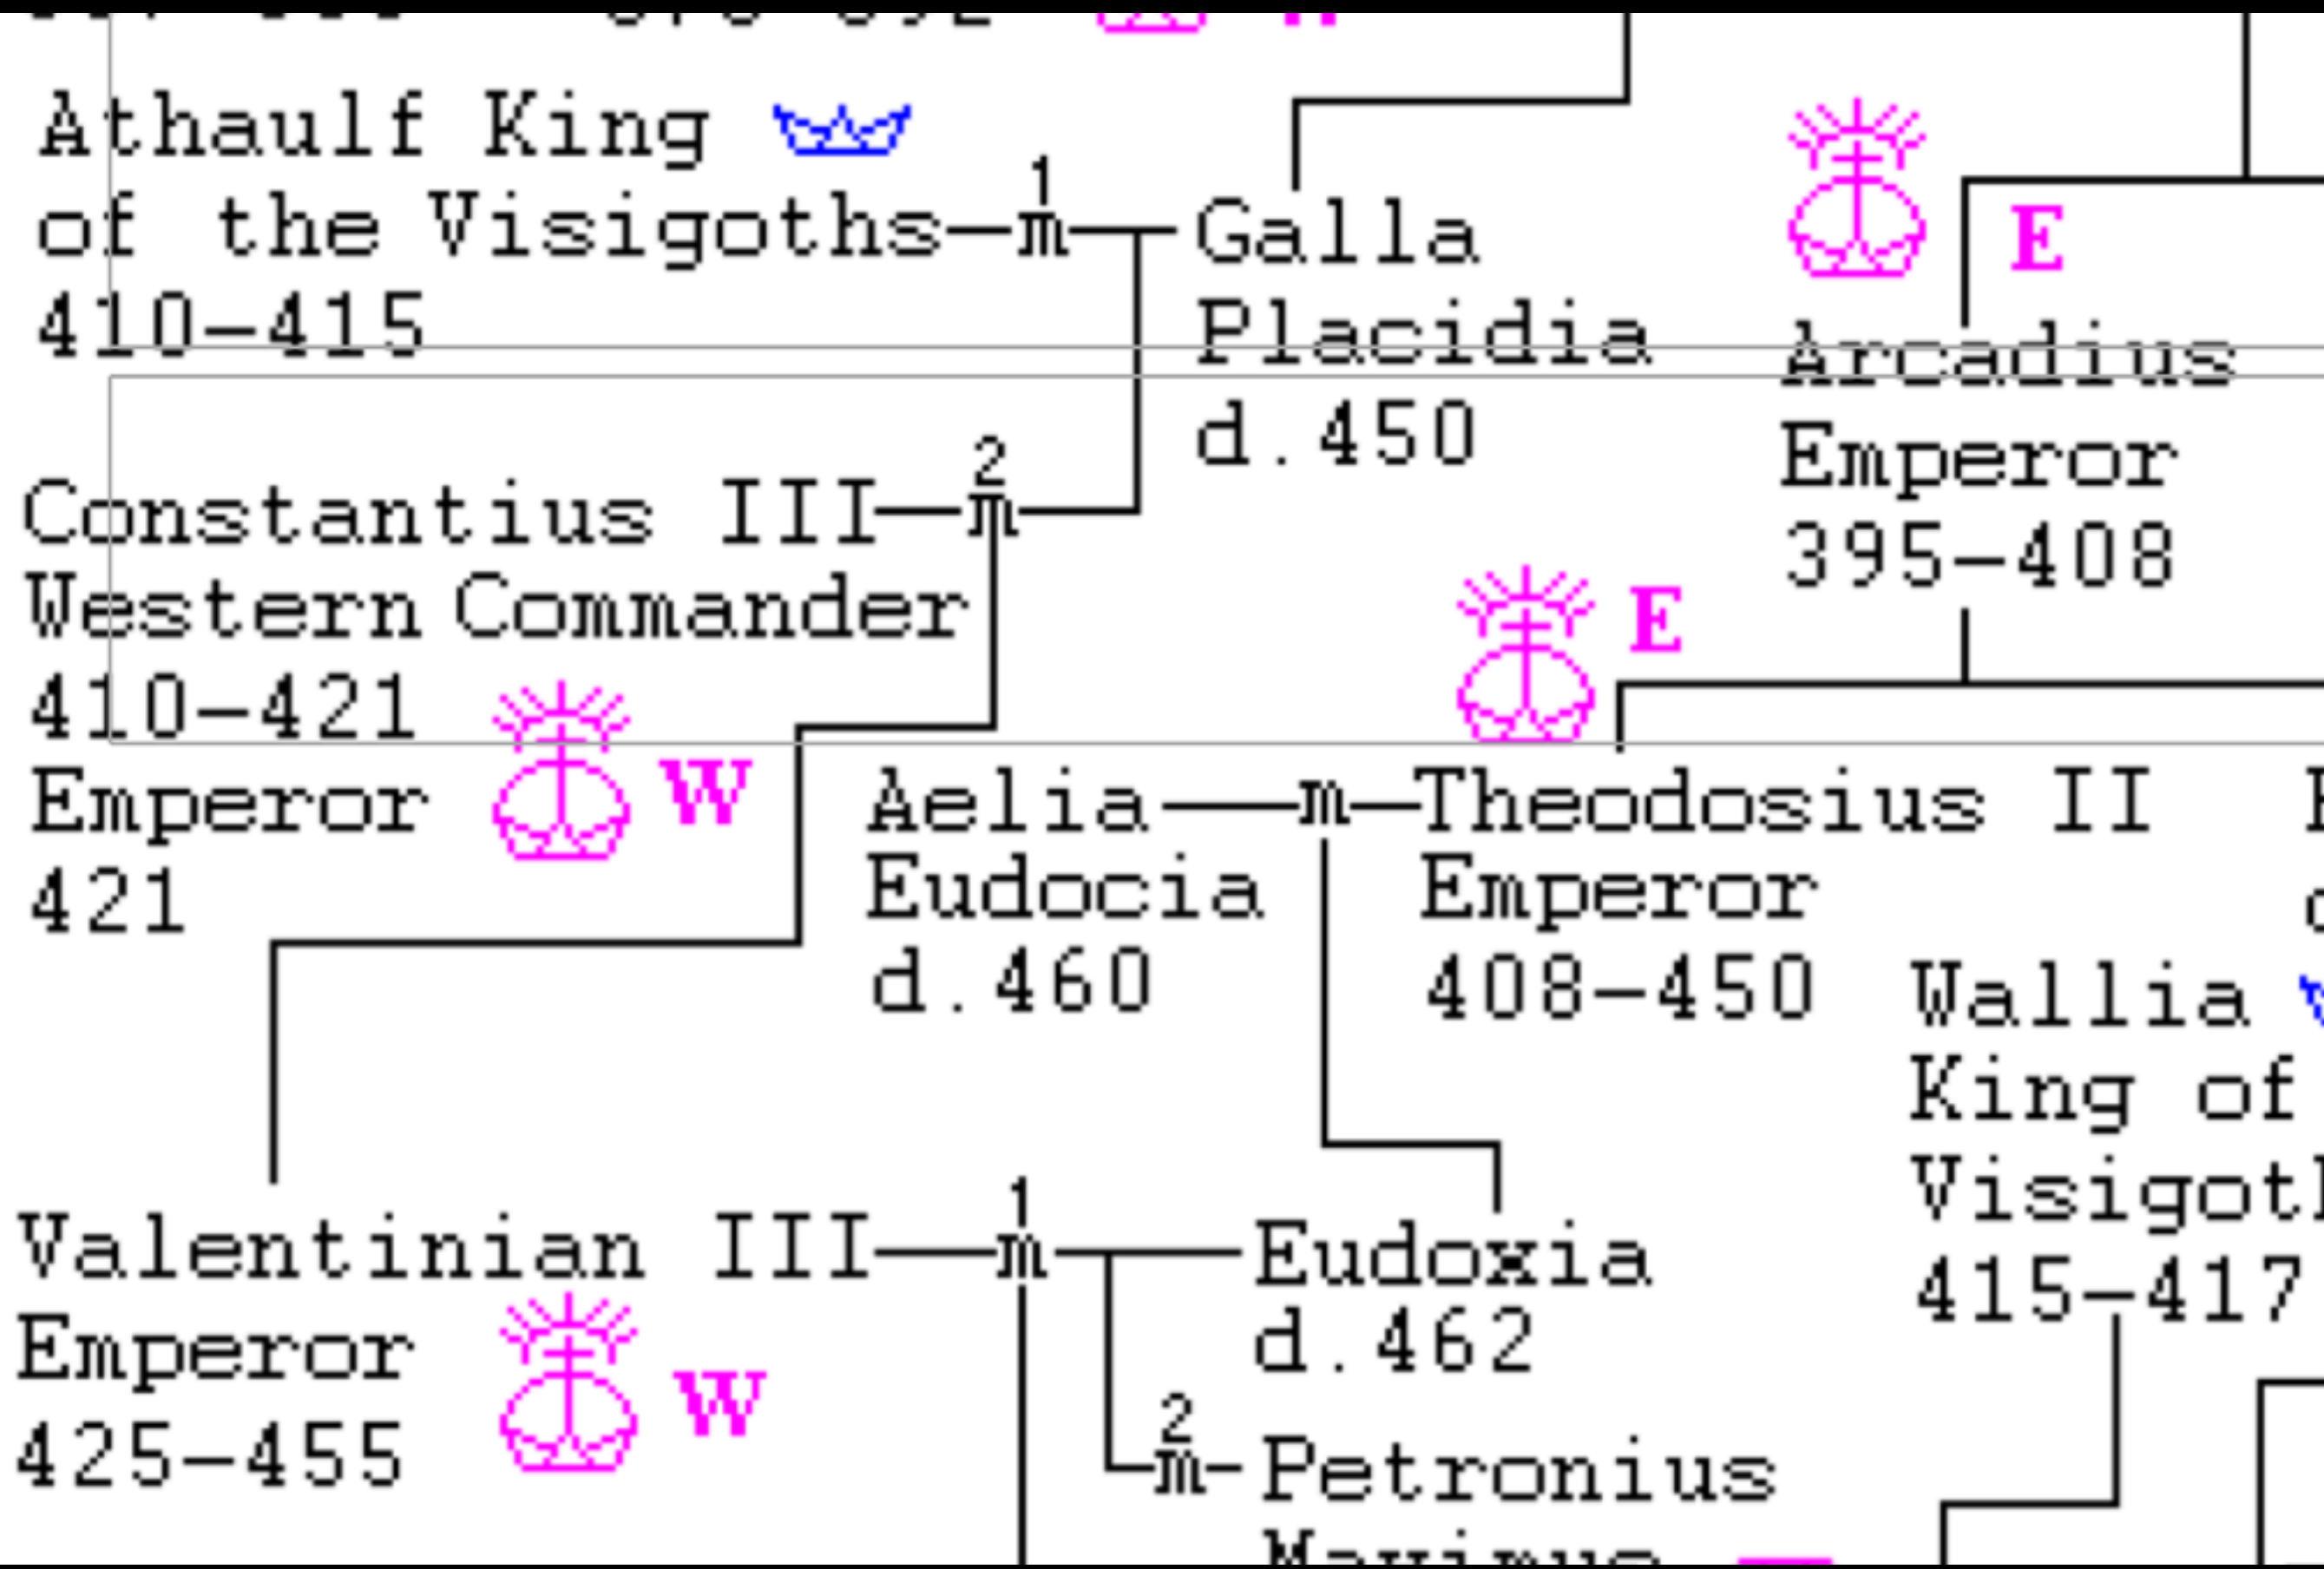 Athaulf King
of the Visigoths
410-415
1
m
Galla
Placidia
d.450
E
Arcadius
Emperor
395-408
2
m
Constantius III
Western Commander
410-421
Emperor
421
W
E
Aelia
Eudocia
d.460
m
Theodosius II
Emperor
408-450
Wallia
King of
415-417
Valentinian III
Emperor
425-455
W
1
m
Eudoxia
d.462
2
m
Petronius